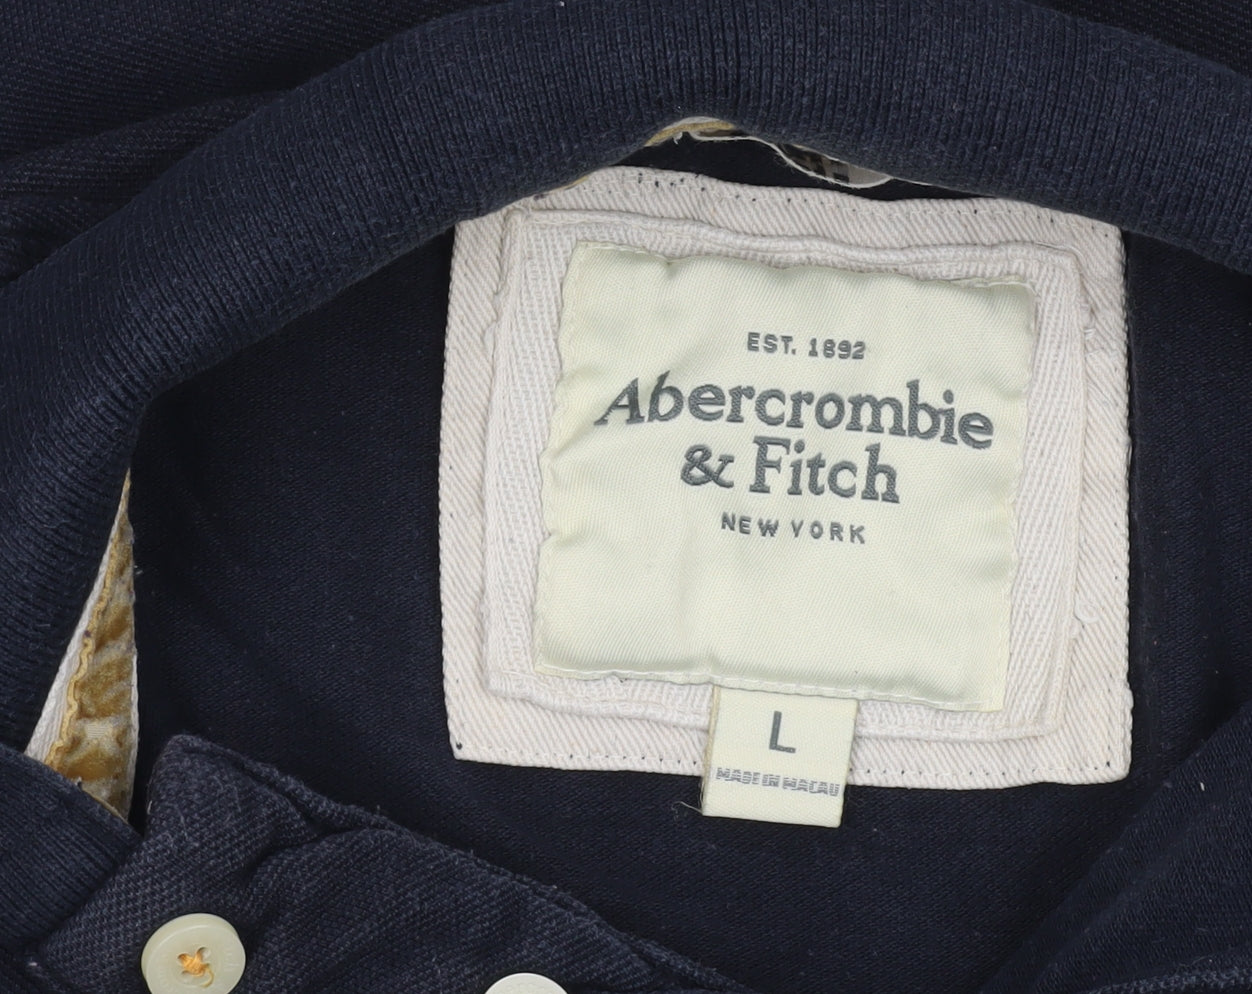 EST. 1892
Abercrombie
& Fitch
NEW YORK
L
MADE IN MACAU